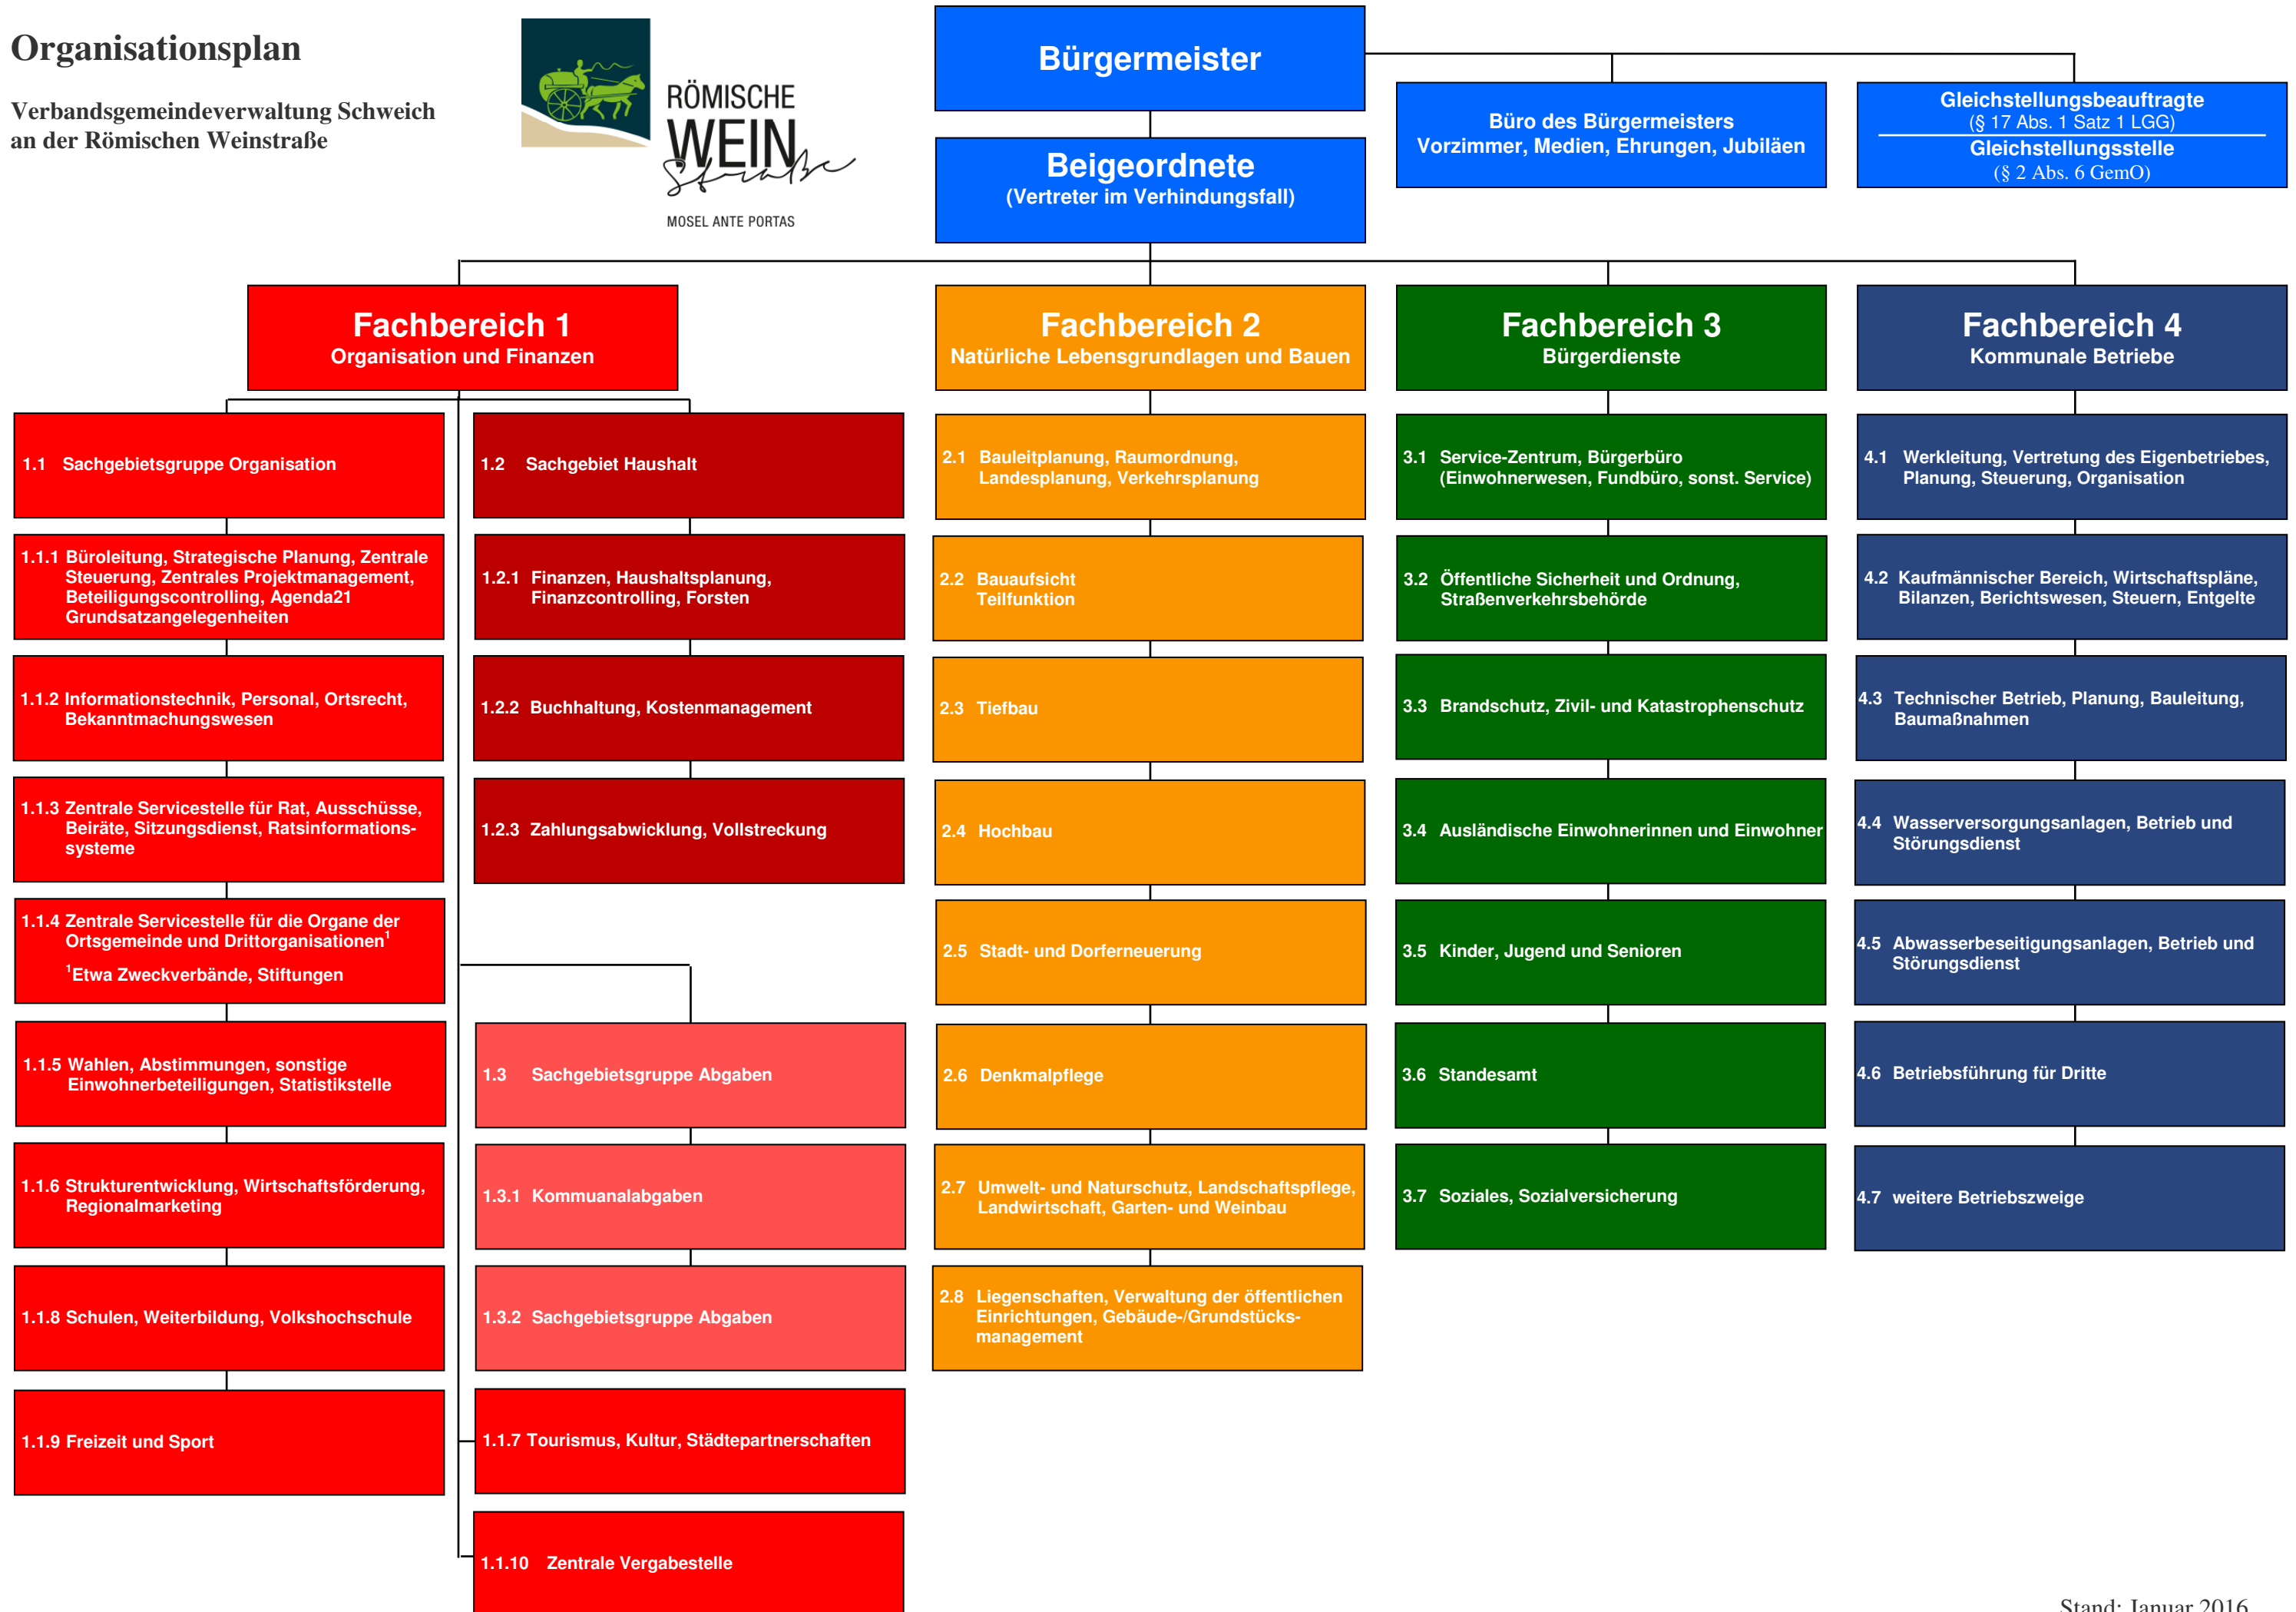 Organisationsplan
Verbandsgemeindeverwaltung Schweich
an der Römischen Weinstraße
RÖMISCHE
WEIN
Straße
MOSEL ANTE PORTAS
Bürgermeister
Beigeordnete
(Vertreter im Verhindungsfall)
Büro des Bürgermeisters
Vorzimmer, Medien, Ehrungen, Jubiläen
Gleichstellungsbeauftragte
(§ 17 Abs. 1 Satz 1 LGG)
Gleichstellungsstelle
(§ 2 Abs. 6 GemO)
Fachbereich 1
Organisation und Finanzen
Fachbereich 2
Natürliche Lebensgrundlagen und Bauen
Fachbereich 3
Bürgerdienste
Fachbereich 4
Kommunale Betriebe
1.1 Sachgebietsgruppe Organisation
1.1.1 Büroleitung, Strategische Planung, Zentrale
Steuerung, Zentrales Projektmanagement,
Beteiligungscontrolling, Agenda21
Grundsatzangelegenheiten
1.1.2 Informationstechnik, Personal, Ortsrecht,
Bekanntmachungswesen
1.1.3 Zentrale Servicestelle für Rat, Ausschüsse,
Beiräte, Sitzungsdienst, Ratsinformations-
systeme
1.1.4 Zentrale Servicestelle für die Organe der
Ortsgemeinde und Drittorganisationen¹
¹Etwa Zweckverbände, Stiftungen
1.1.5 Wahlen, Abstimmungen, sonstige
Einwohnerbeteiligungen, Statistikstelle
1.1.6 Strukturentwicklung, Wirtschaftsförderung,
Regionalmarketing
1.1.8 Schulen, Weiterbildung, Volkshochschule
1.1.9 Freizeit und Sport
1.2 Sachgebiet Haushalt
1.2.1 Finanzen, Haushaltsplanung,
Finanzcontrolling, Forsten
1.2.2 Buchhaltung, Kostenmanagement
1.2.3 Zahlungsabwicklung, Vollstreckung
1.3 Sachgebietsgruppe Abgaben
1.3.1 Kommuanalabgaben
1.3.2 Sachgebietsgruppe Abgaben
1.1.7 Tourismus, Kultur, Städtepartnerschaften
1.1.10 Zentrale Vergabestelle
2.1 Bauleitplanung, Raumordnung,
Landesplanung, Verkehrsplanung
2.2 Bauaufsicht
Teilfunktion
2.3 Tiefbau
2.4 Hochbau
2.5 Stadt- und Dorferneuerung
2.6 Denkmalpflege
2.7 Umwelt- und Naturschutz, Landschaftspflege,
Landwirtschaft, Garten- und Weinbau
2.8 Liegenschaften, Verwaltung der öffentlichen
Einrichtungen, Gebäude-/Grundstücks-
management
3.1 Service-Zentrum, Bürgerbüro
(Einwohnerwesen, Fundbüro, sonst. Service)
3.2 Öffentliche Sicherheit und Ordnung,
Straßenverkehrsbehörde
3.3 Brandschutz, Zivil- und Katastrophenschutz
3.4 Ausländische Einwohnerinnen und Einwohner
3.5 Kinder, Jugend und Senioren
3.6 Standesamt
3.7 Soziales, Sozialversicherung
4.1 Werkleitung, Vertretung des Eigenbetriebes,
Planung, Steuerung, Organisation
4.2 Kaufmännischer Bereich, Wirtschaftspläne,
Bilanzen, Berichtswesen, Steuern, Entgelte
4.3 Technischer Betrieb, Planung, Bauleitung,
Baumaßnahmen
4.4 Wasserversorgungsanlagen, Betrieb und
Störungsdienst
4.5 Abwasserbeseitigungsanlagen, Betrieb und
Störungsdienst
4.6 Betriebsführung für Dritte
4.7 weitere Betriebszweige
Stand: Januar 2016